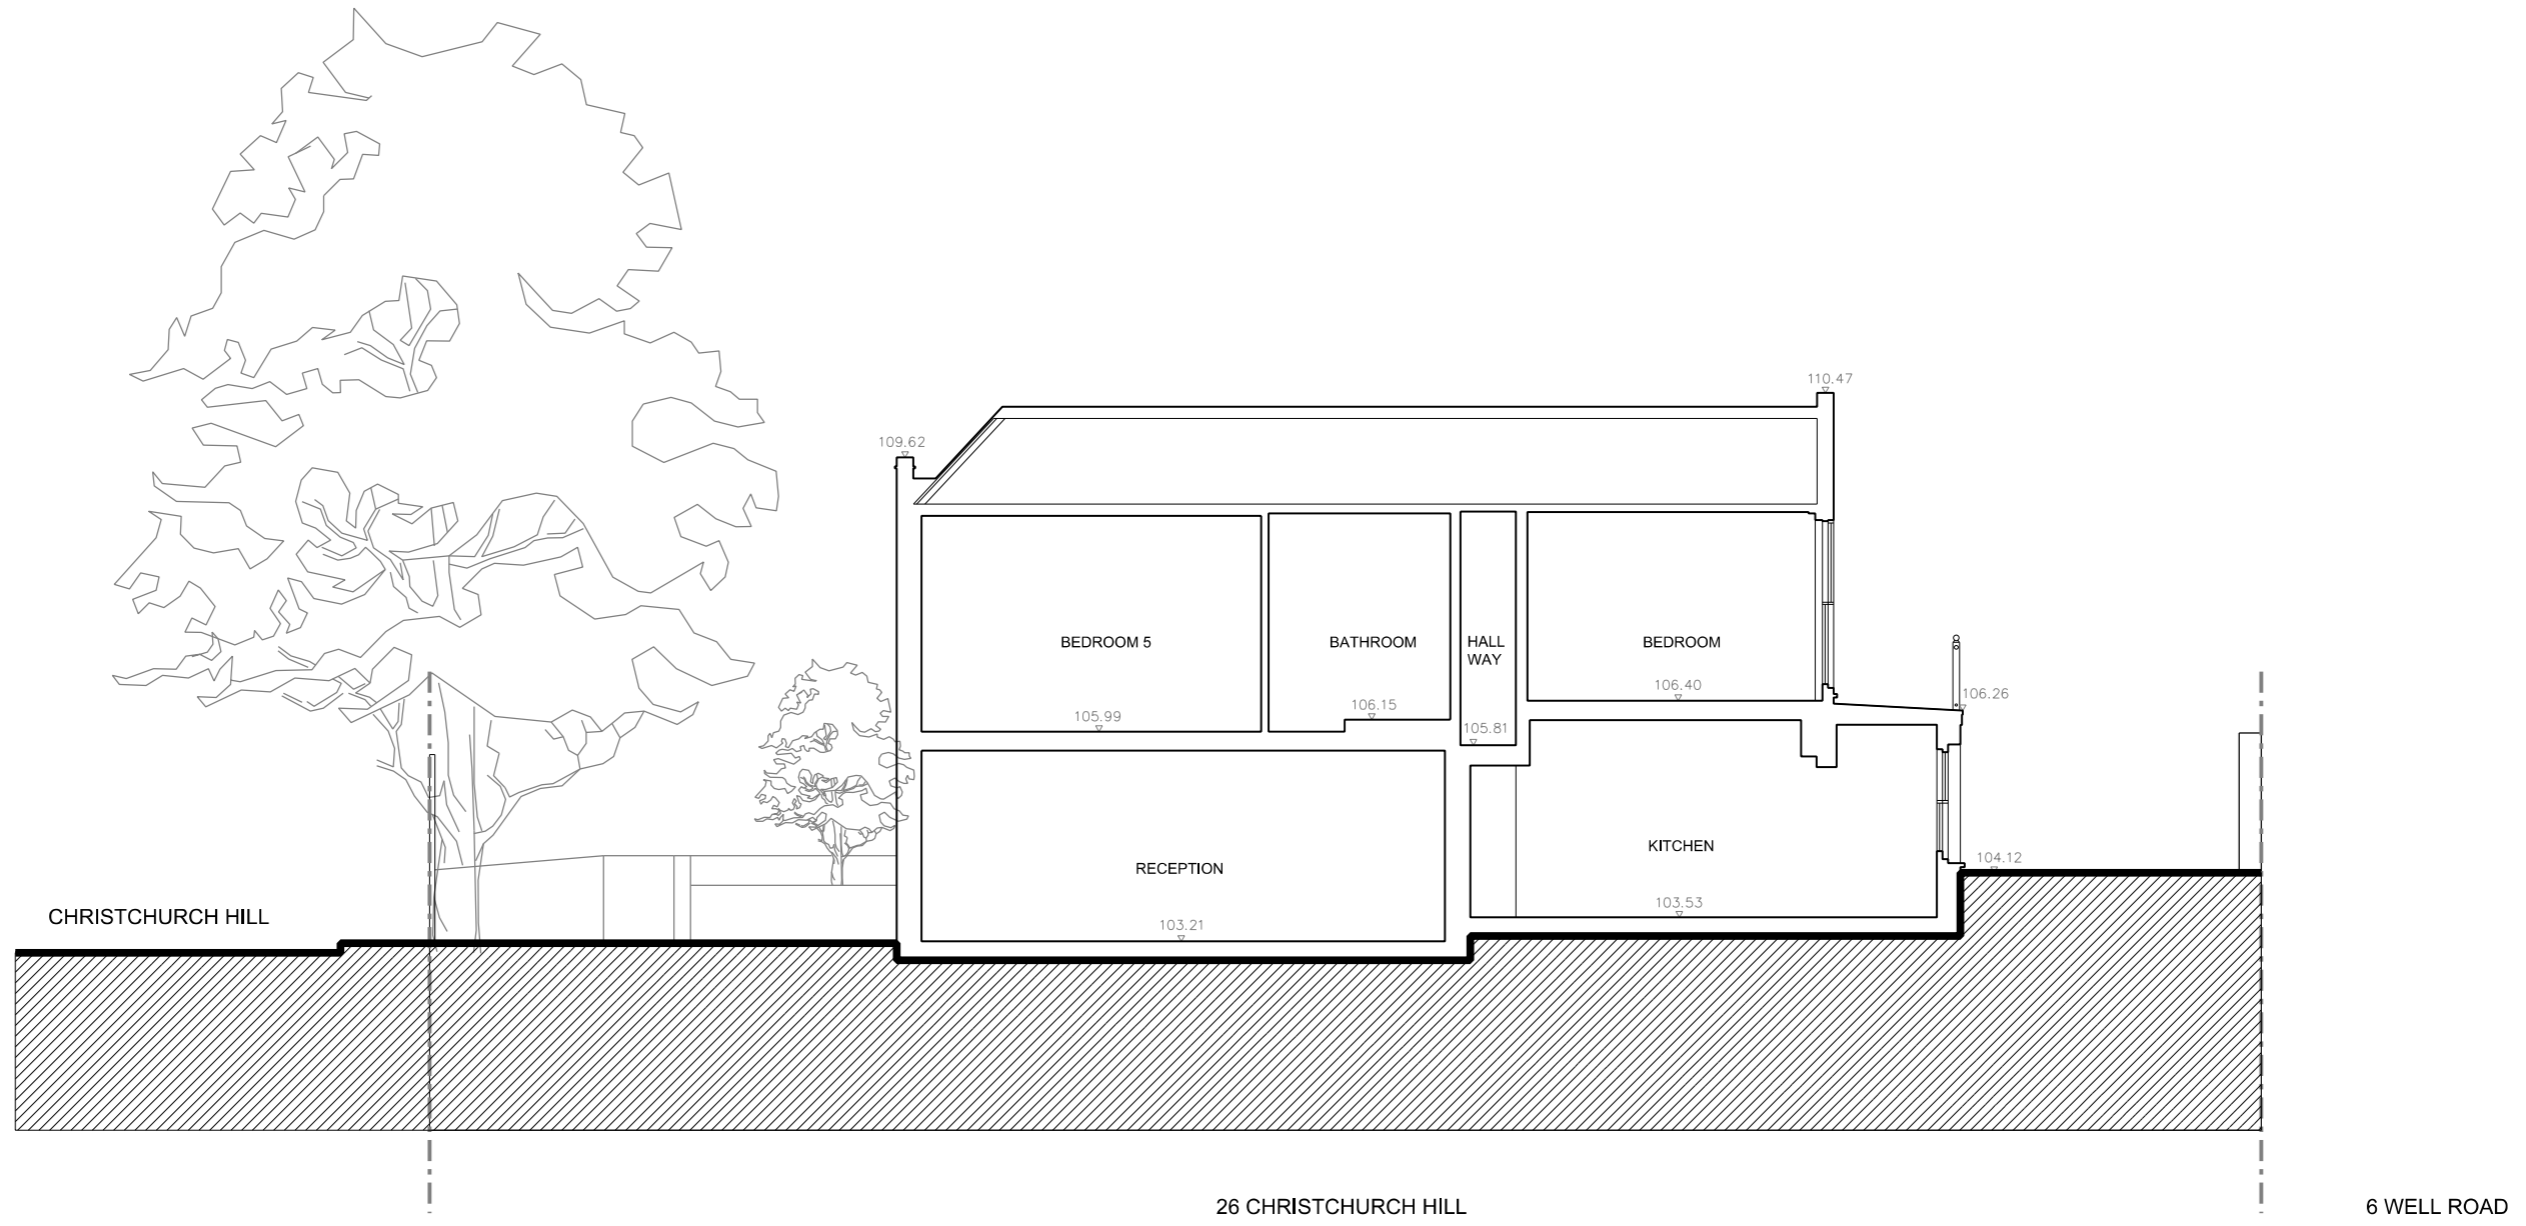 110.47
109.62
BEDROOM 5
BATHROOM
HALL
WAY
BEDROOM
106.40
106.26
106.15
105.99
105.81
KITCHEN
104.12
RECEPTION
103.53
CHRISTCHURCH HILL
103.21
26 CHRISTCHURCH HILL
6 WELL ROAD